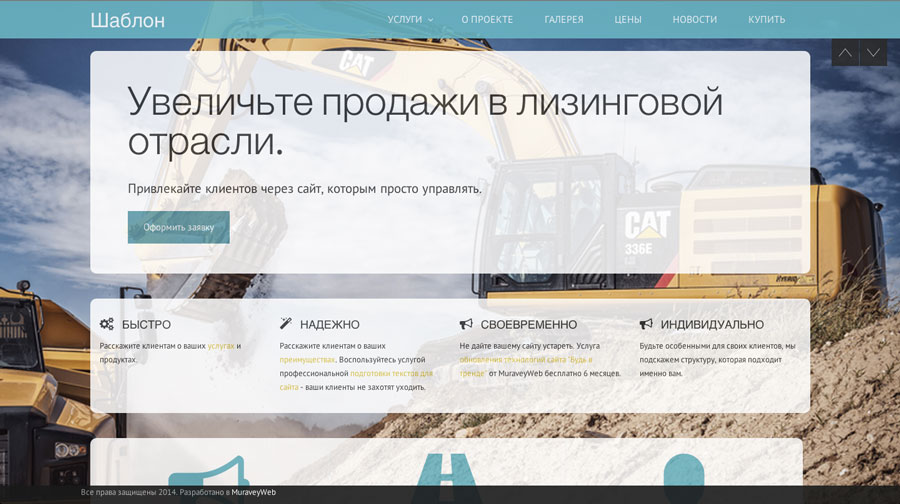 Шаблон
УСЛУГИ О ПРОЕКТЕ ГАЛЕРЕЯ ЦЕНЫ НОВОСТИ КУПИТЬ
CAT
Увеличьте продажи в лизинговой
отрасли.
Привлекайте клиентов через сайт, которым просто управлять.
Оформить заявку
CAT
336E
БЫСТРО
Расскажите клиентам о ваших услугах и
продуктах.
НАДЕЖНО
Расскажите клиентам о ваших
преимуществах. Воспользуйтесь услугой
профессиональной подготовки текстов для
сайта - ваши клиенты не захотят уходить.
СВОЕВРЕМЕННО
Не дайте вашему сайту устареть. Услуга
обновления технологий сайта "Будь в
тренде" от MuraveyWeb бесплатно 6 месяцев.
ИНДИВИДУАЛЬНО
Будьте особенными для своих клиентов, мы
подскажем структуру, которая подходит
именно вам.
Все права защищены 2014. Разработано в MuraveyWeb